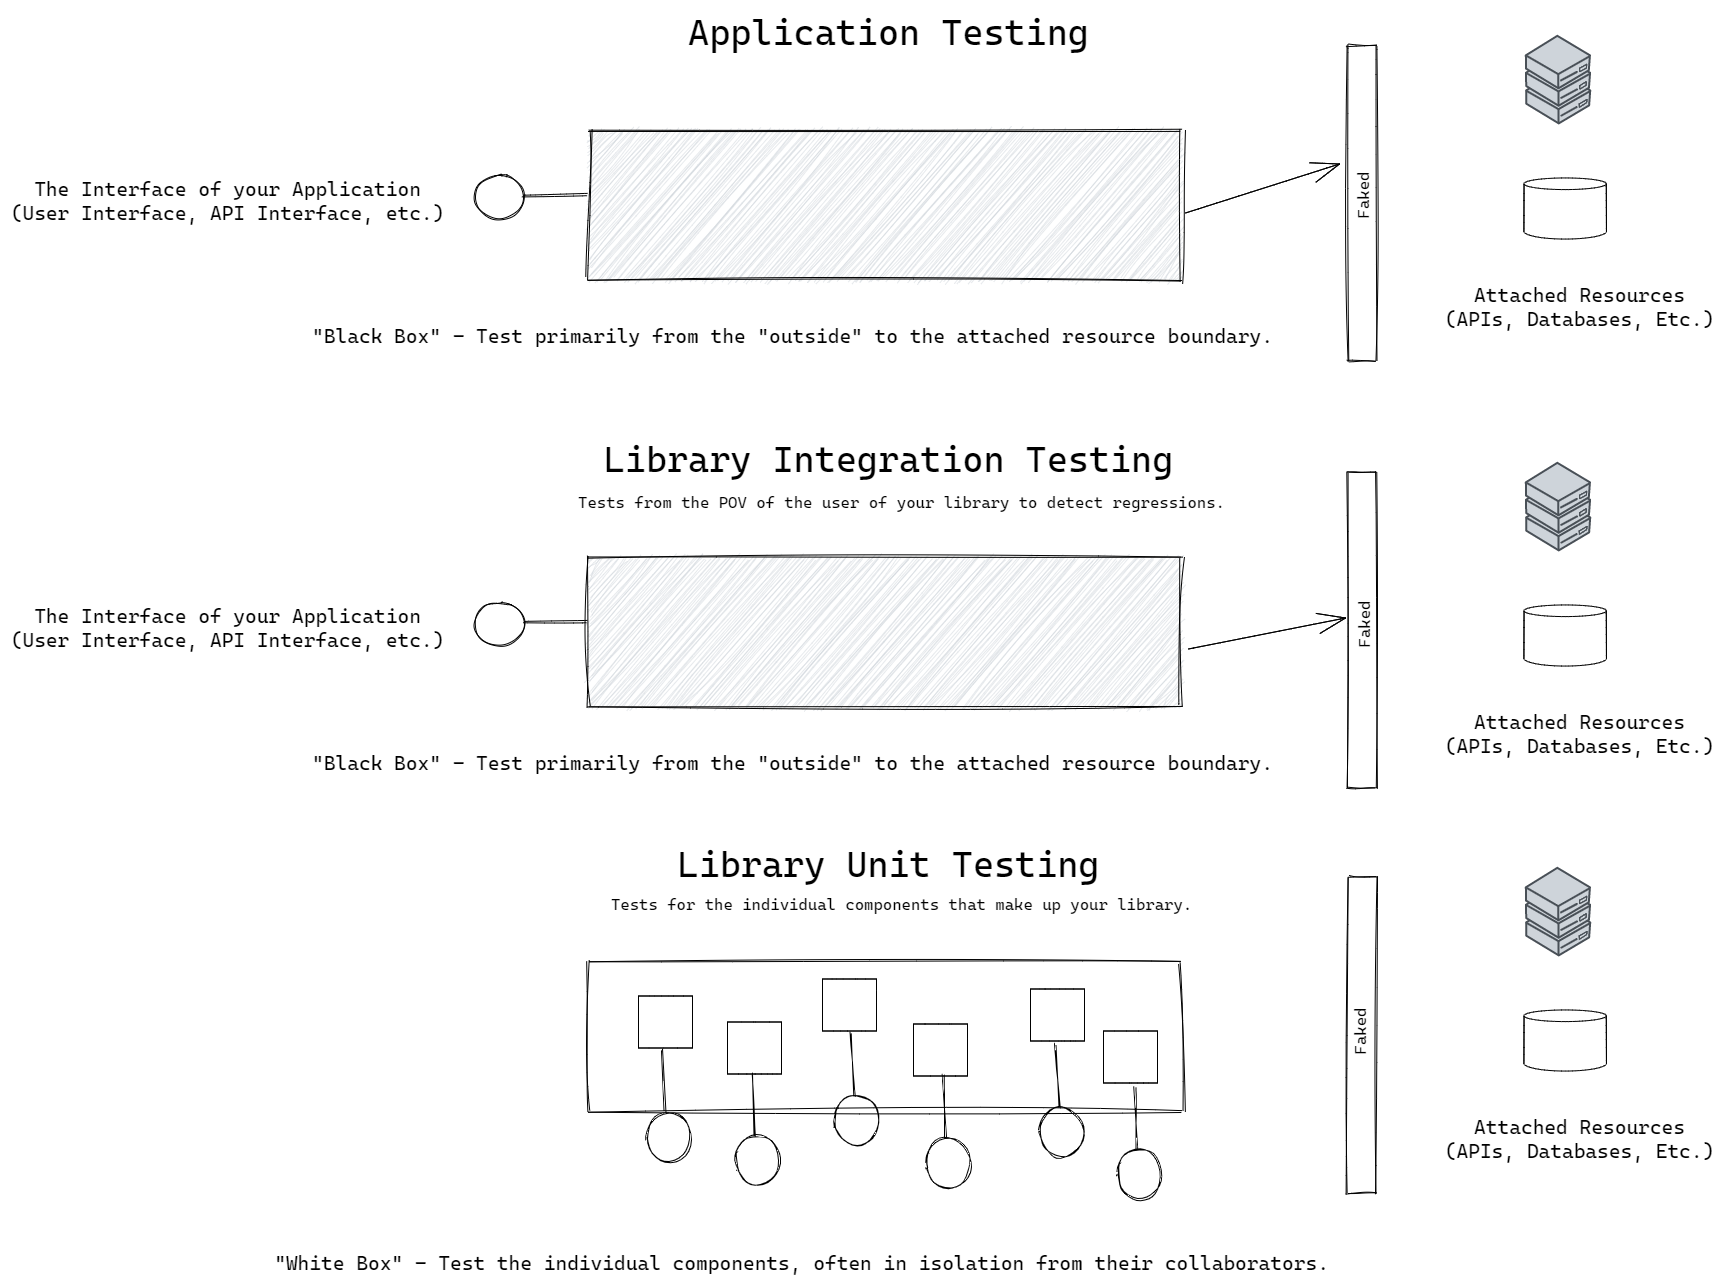 Application Testing
The Interface of your Application
(User Interface, API Interface, etc.)
Faked
Attached Resources
(APIs, Databases, Etc.)
"Black Box" – Test primarily from the "outside" to the attached resource boundary.
Library Integration Testing
Tests from the POV of the user of your library to detect regressions.
The Interface of your Application
(User Interface, API Interface, etc.)
Faked
Attached Resources
(APIs, Databases, Etc.)
"Black Box" – Test primarily from the "outside" to the attached resource boundary.
Library Unit Testing
Tests for the individual components that make up your library.
Faked
Attached Resources
(APIs, Databases, Etc.)
"White Box" – Test the individual components, often in isolation from their collaborators.